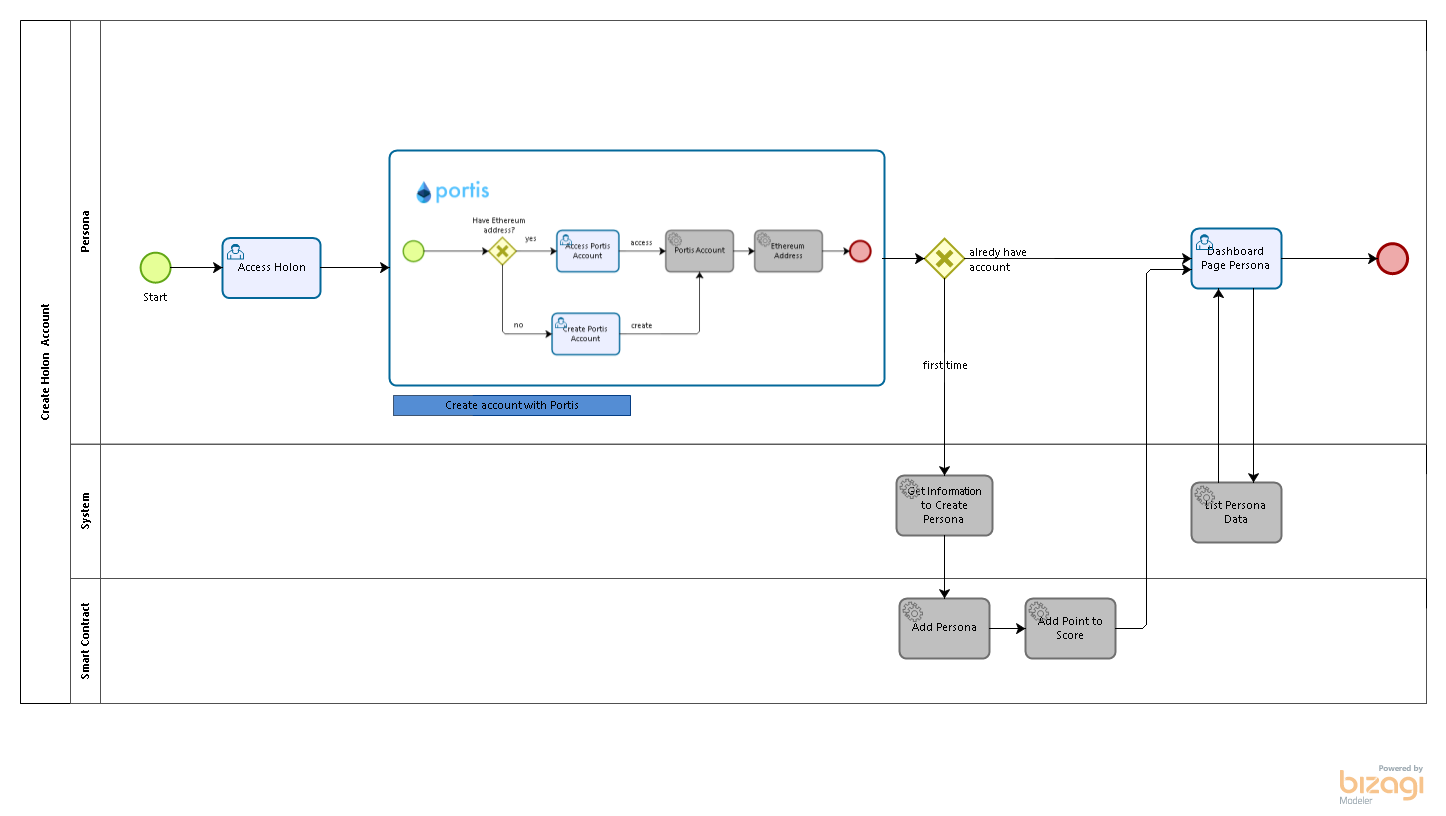 Create Holon Account
Persona
System
Smart Contract
Start
Access Holon
portis
Have Ethereum
address?
yes
no
Access Portis
Account
access
Create Portis
Account
create
Portis Account
Ethereum
Address
Create account with Portis
alredy have
account
first time
Dashboard
Page Persona
Get Information
to Create
Persona
List Persona
Data
Add Persona
Add Point to
Score
Powered by
bizagi
Modeler